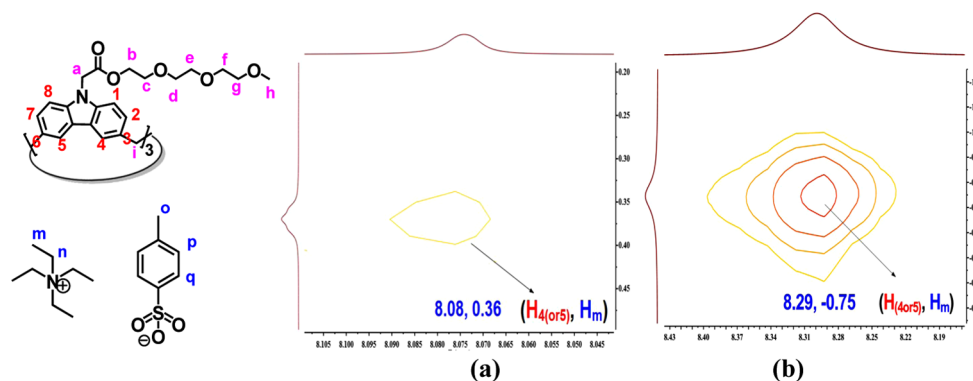 O
b
e
f
O
O
O
O
a
c
d
g
h
N
8
1
7
2
6
5
4
3
3
i
m
n
N
+
o
p
q
O
S
O
O
0.20
0.25
0.30
0.35
0.40
0.45
8.08, 0.36 (H4(or5), Hm)
8.105 8.095 8.085 8.080 8.075 8.070 8.065 8.060 8.055 8.050 8.045 8.041
(a)
8.29, -0.75 (H(4or5), Hm)
8.43 8.40 8.37 8.34 8.31 8.28 8.25 8.22 8.19
(b)